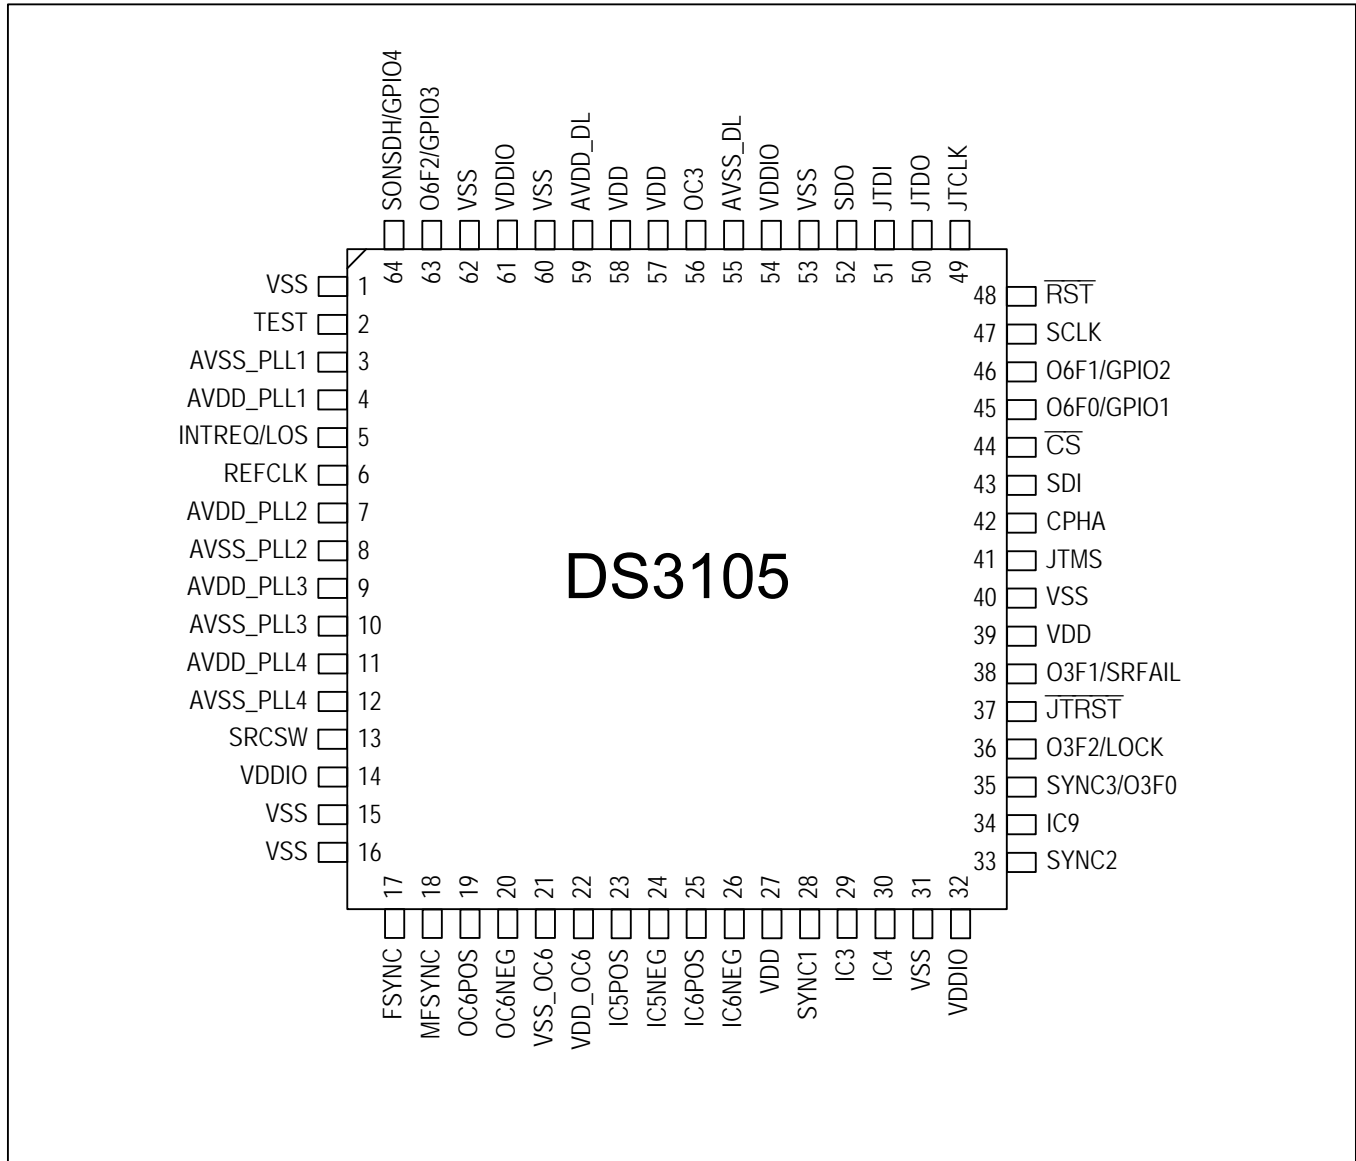 SONSDH/GPIO4
O6F2/GPIO3
VSS
VDDIO
VSS
AVDD_DL
VDD
VDD
OC3
AVSS_DL
VDDIO
VSS
SDO
JTDI
JTDO
JTCLK
64
63
62
61
60
59
58
57
56
55
54
53
52
51
50
49
VSS 1
TEST 2
AVSS_PLL1 3
AVDD_PLL1 4
INTREQ/LOS 5
REFCLK 6
AVDD_PLL2 7
AVSS_PLL2 8
AVDD_PLL3 9
AVSS_PLL3 10
AVDD_PLL4 11
AVSS_PLL4 12
SRCSW 13
VDDIO 14
VSS 15
VSS 16
DS3105
48 RST
47 SCLK
46 O6F1/GPIO2
45 O6F0/GPIO1
44 CS
43 SDI
42 CPHA
41 JTMS
40 VSS
39 VDD
38 O3F1/SRFAIL
37 JTRST
36 O3F2/LOCK
35 SYNC3/O3F0
34 IC9
33 SYNC2
17
18
19
20
21
22
23
24
25
26
27
28
29
30
31
32
FSYNC
MFSYNC
OC6POS
OC6NEG
VSS_OC6
VDD_OC6
IC5POS
IC5NEG
IC6POS
IC6NEG
VDD
SYNC1
IC3
IC4
VSS
VDDIO